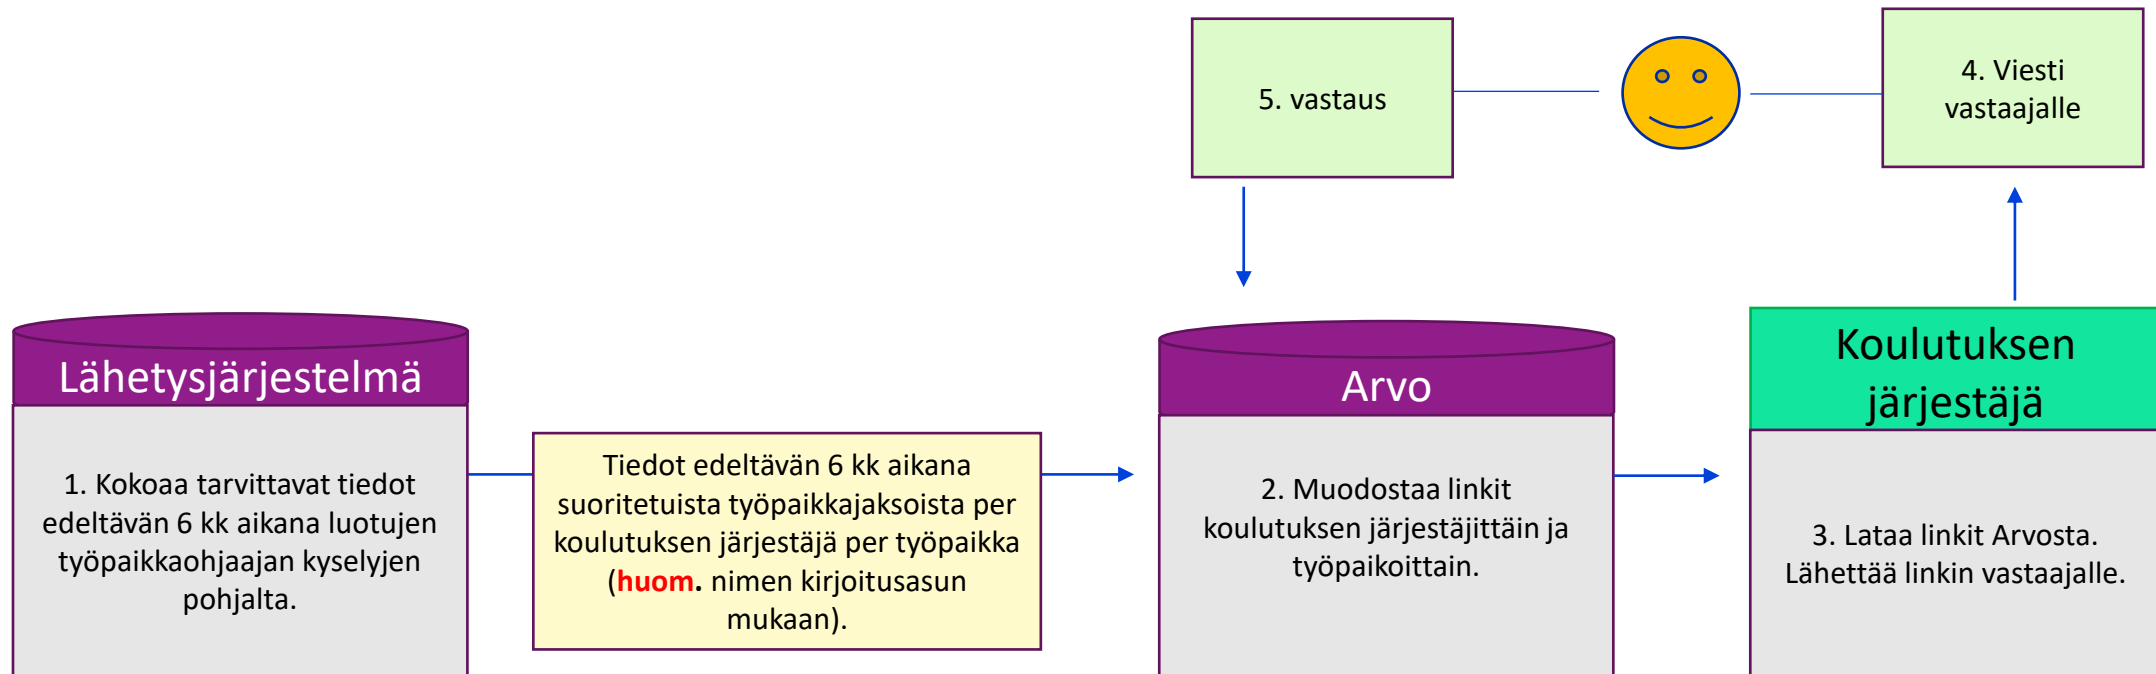 5. vastaus
4. Viesti
vastaajalle
Lähetysjärjestelmä
1. Kokoaa tarvittavat tiedot
edeltävän 6 kk aikana luotujen
työpaikkaohjaajan kyselyjen
pohjalta.
Tiedot edeltävän 6 kk aikana
suoritetuista työpaikkajaksoista per
koulutuksen järjestäjä per työpaikka
(huom. nimen kirjoitusasun
mukaan).
Arvo
2. Muodostaa linkit
koulutuksen järjestäjittäin ja
työpaikoittain.
Koulutuksen
järjestäjä
3. Lataa linkit Arvosta.
Lähettää linkin vastaajalle.